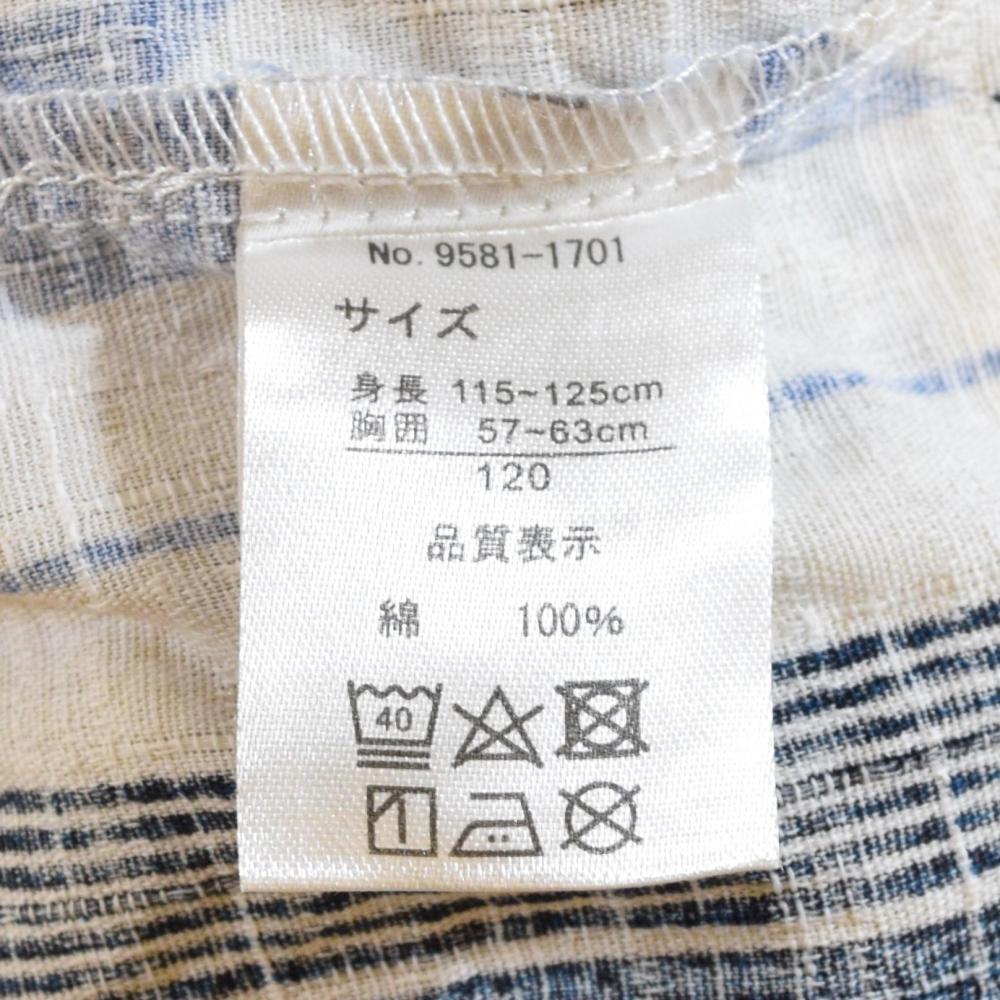 No. 9581-1701
サイズ
身長 115~125cm
胸囲 57~63cm
120
品質表示
綿 100%
40